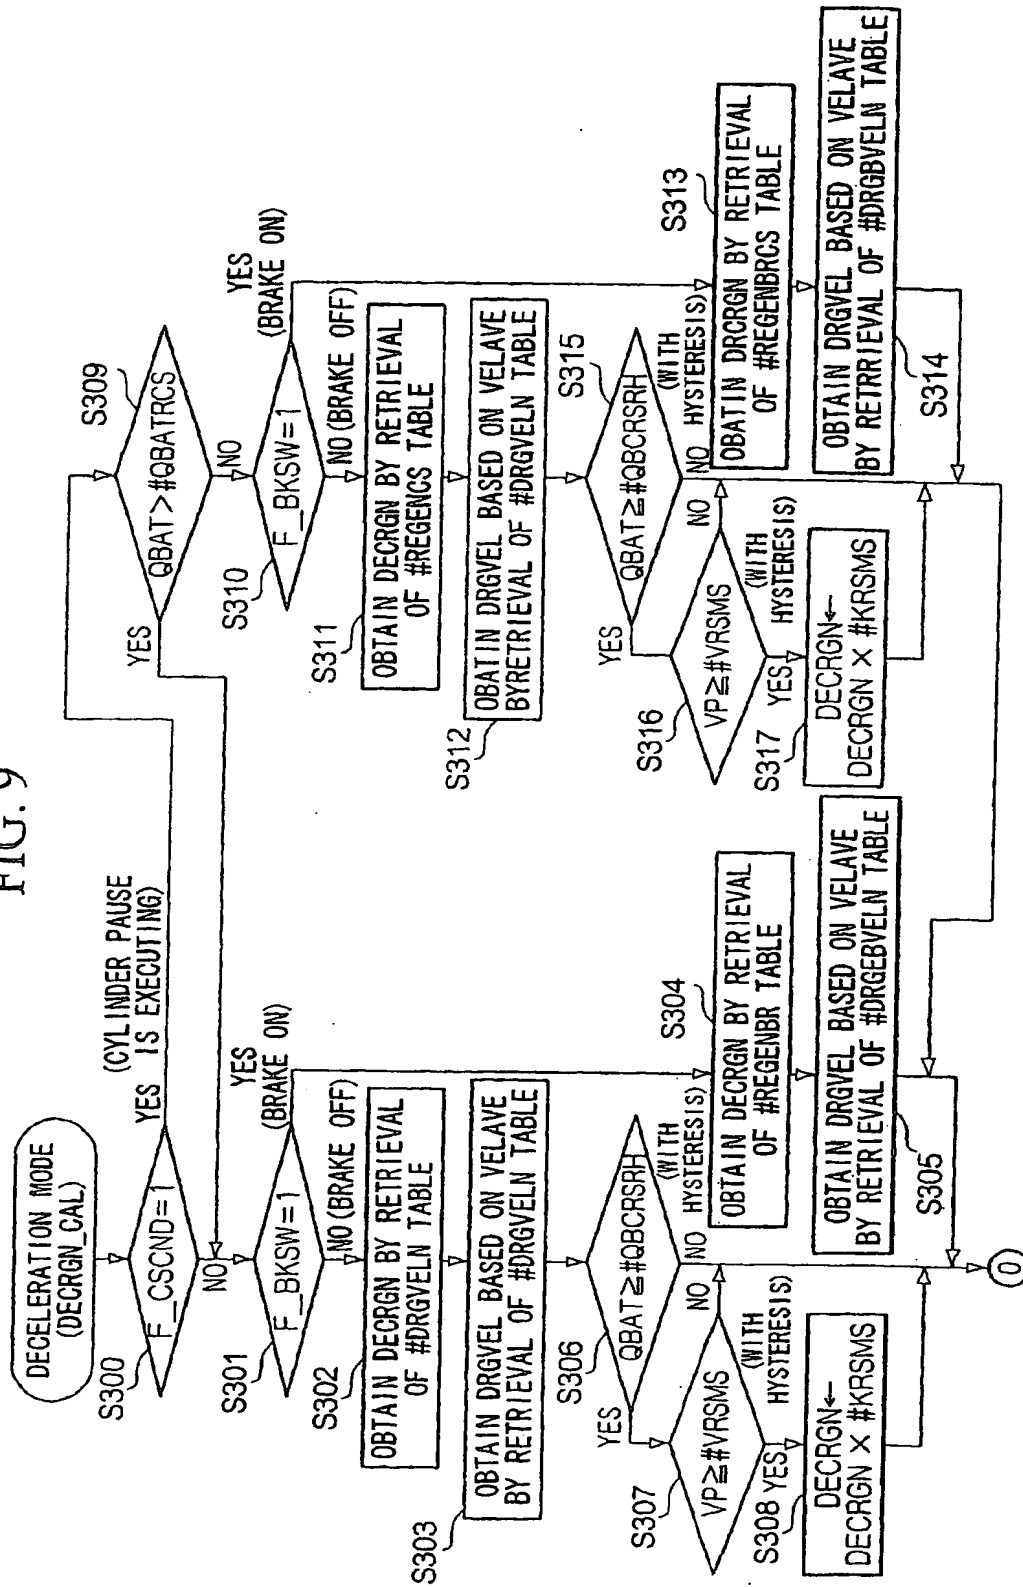 FIG. 9
DECELERATION MODE
(DECRGN_CAL)
S300
F_CSCND=1
(CYLINDER PAUSE
YES IS EXECUTING)
NO
S301
F_BKSW=1
YES
(BRAKE ON)
NO(BRAKE OFF)
S302
OBTAIN DECRGN BY RETRIEVAL
OF #DRGVELN TABLE
S303
OBTAIN DRGVEL BASED ON VELAVE
BY RETRIEVAL OF #DRGVELN TABLE
S306
QBAT≧#QBCRSRH
(WITH
HYSTERESIS)
YES
NO
S304
OBTAIN DECRGN BY RETRIEVAL
OF #REGENBR TABLE
S305
OBTAIN DRGVEL BASED ON VELAVE
BY RETRIEVAL OF #DRGEBVELN TABLE
S307
VP≧#VRSMS
NO
(WITH
HYSTERESIS)
YES
S308
DECRGN←
DECRGN × #KRSMS
0
S309
QBAT>#QBATRCS
YES
NO
S310
F_BKSW=1
YES
(BRAKE ON)
NO(BRAKE OFF)
S311
OBTAIN DECRGN BY RETRIEVAL
OF #REGENCS TABLE
S312
OBATIN DRGVEL BASED ON VELAVE
BYRETRIEVAL OF #DRGVELN TABLE
S315
QBAT≧#QBCRSRH
(WITH
HYSTERESIS)
YES
NO
S313
OBATIN DRCRGN BY RETRIEVAL
OF #REGENBRCS TABLE
S314
OBTAIN DRGVEL BASED ON VELAVE
BY RETRRIEVAL OF #DRGBVELN TABLE
S316
VP≧#VRSMS
NO
(WITH
HYSTERESIS)
YES
S317
DECRGN←
DECRGN × #KRSMS